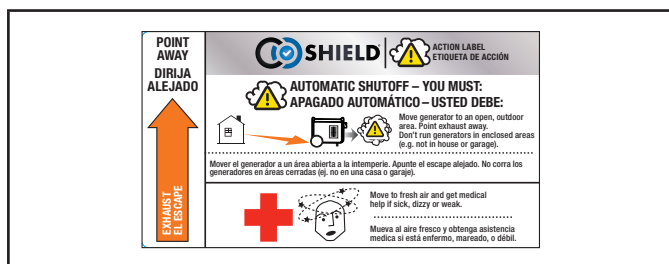 POINT
AWAY
DIRIJA
ALEJADO
EXHAUST
EL ESCAPE
CO SHIELD®
ACTION LABEL
ETIQUETA DE ACCIÓN
AUTOMATIC SHUTOFF – YOU MUST:
APAGADO AUTOMÁTICO – USTED DEBE:
Move generator to an open, outdoor
area. Point exhaust away.
Don't run generators in enclosed areas
(e.g. not in house or garage).
Mover el generador a un área abierta a la intemperie. Apunte el escape alejado. No corra los
generadores en áreas cerradas (ej. no en una casa o garaje).
Move to fresh air and get medical
help if sick, dizzy or weak.
Mueva al aire fresco y obtenga asistencia
medica si está enfermo, mareado, o débil.